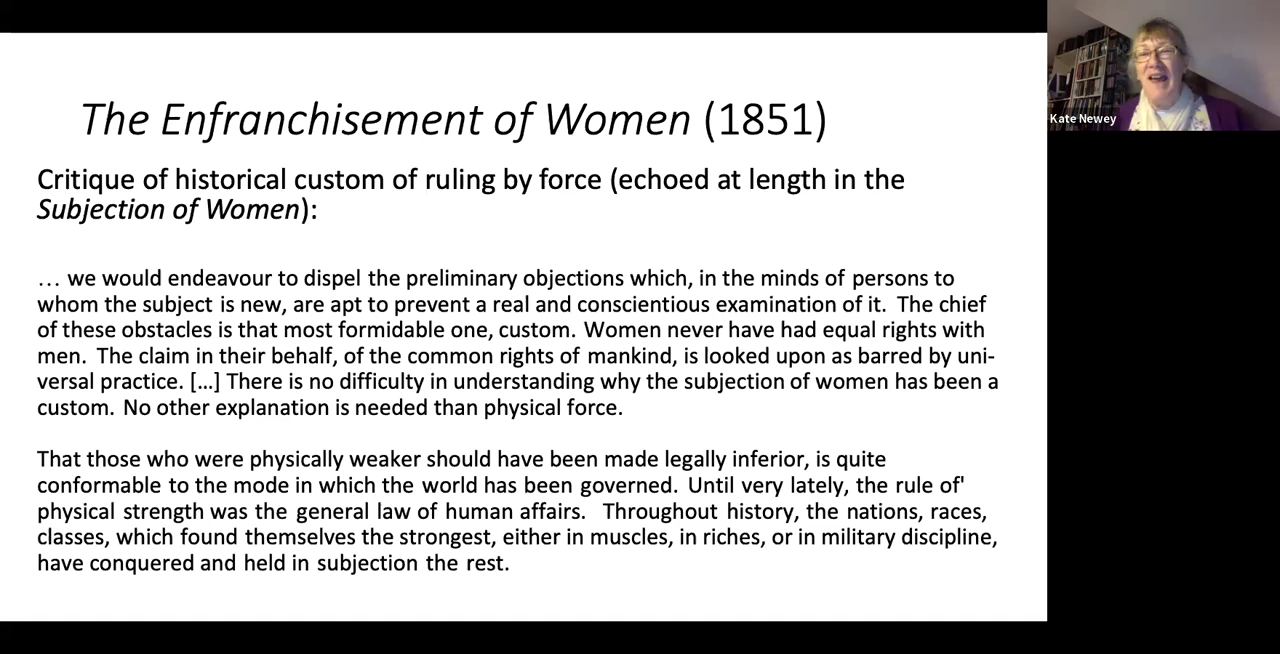 The Enfranchisement of Women (1851)
Critique of historical custom of ruling by force (echoed at length in the
Subjection of Women):
… we would endeavour to dispel the preliminary objections which, in the minds of persons to
whom the subject is new, are apt to prevent a real and conscientious examination of it. The chief
of these obstacles is that most formidable one, custom. Women never have had equal rights with
men. The claim in their behalf, of the common rights of mankind, is looked upon as barred by uni-
versal practice. [...] There is no difficulty in understanding why the subjection of women has been a
custom. No other explanation is needed than physical force.
That those who were physically weaker should have been made legally inferior, is quite
conformable to the mode in which the world has been governed. Until very lately, the rule of'
physical strength was the general law of human affairs. Throughout history, the nations, races,
classes, which found themselves the strongest, either in muscles, in riches, or in military discipline,
have conquered and held in subjection the rest.
Kate Newey